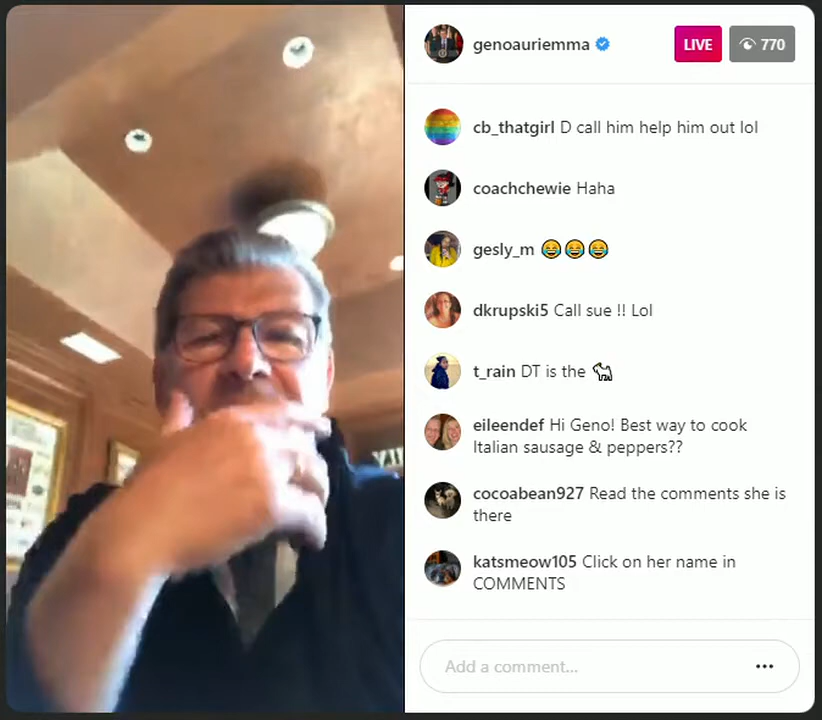 genoauriemma
LIVE
770
cb_thatgirl D call him help him out lol
coachchewie Haha
gesly_m 😂😂😂
dkrupski5 Call sue !! Lol
t_rain DT is the 🐐
eileendef Hi Geno! Best way to cook
Italian sausage & peppers??
cocoabean927 Read the comments she is
there
katsmeow105 Click on her name in
COMMENTS
Add a comment...